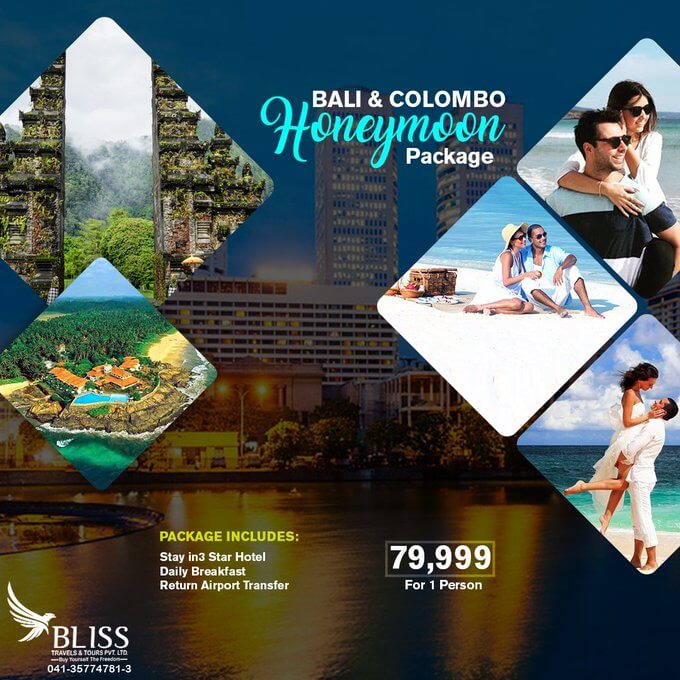 BALI & COLOMBO
Honeymoon
Package
PACKAGE INCLUDES:
Stay in3 Star Hotel
Daily Breakfast
Return Airport Transfer
79,999
For 1 Person
BLISS
TRAVELS & TOURS PVT. LTD.
Buy Yourself The Freedom
041-35774781-3